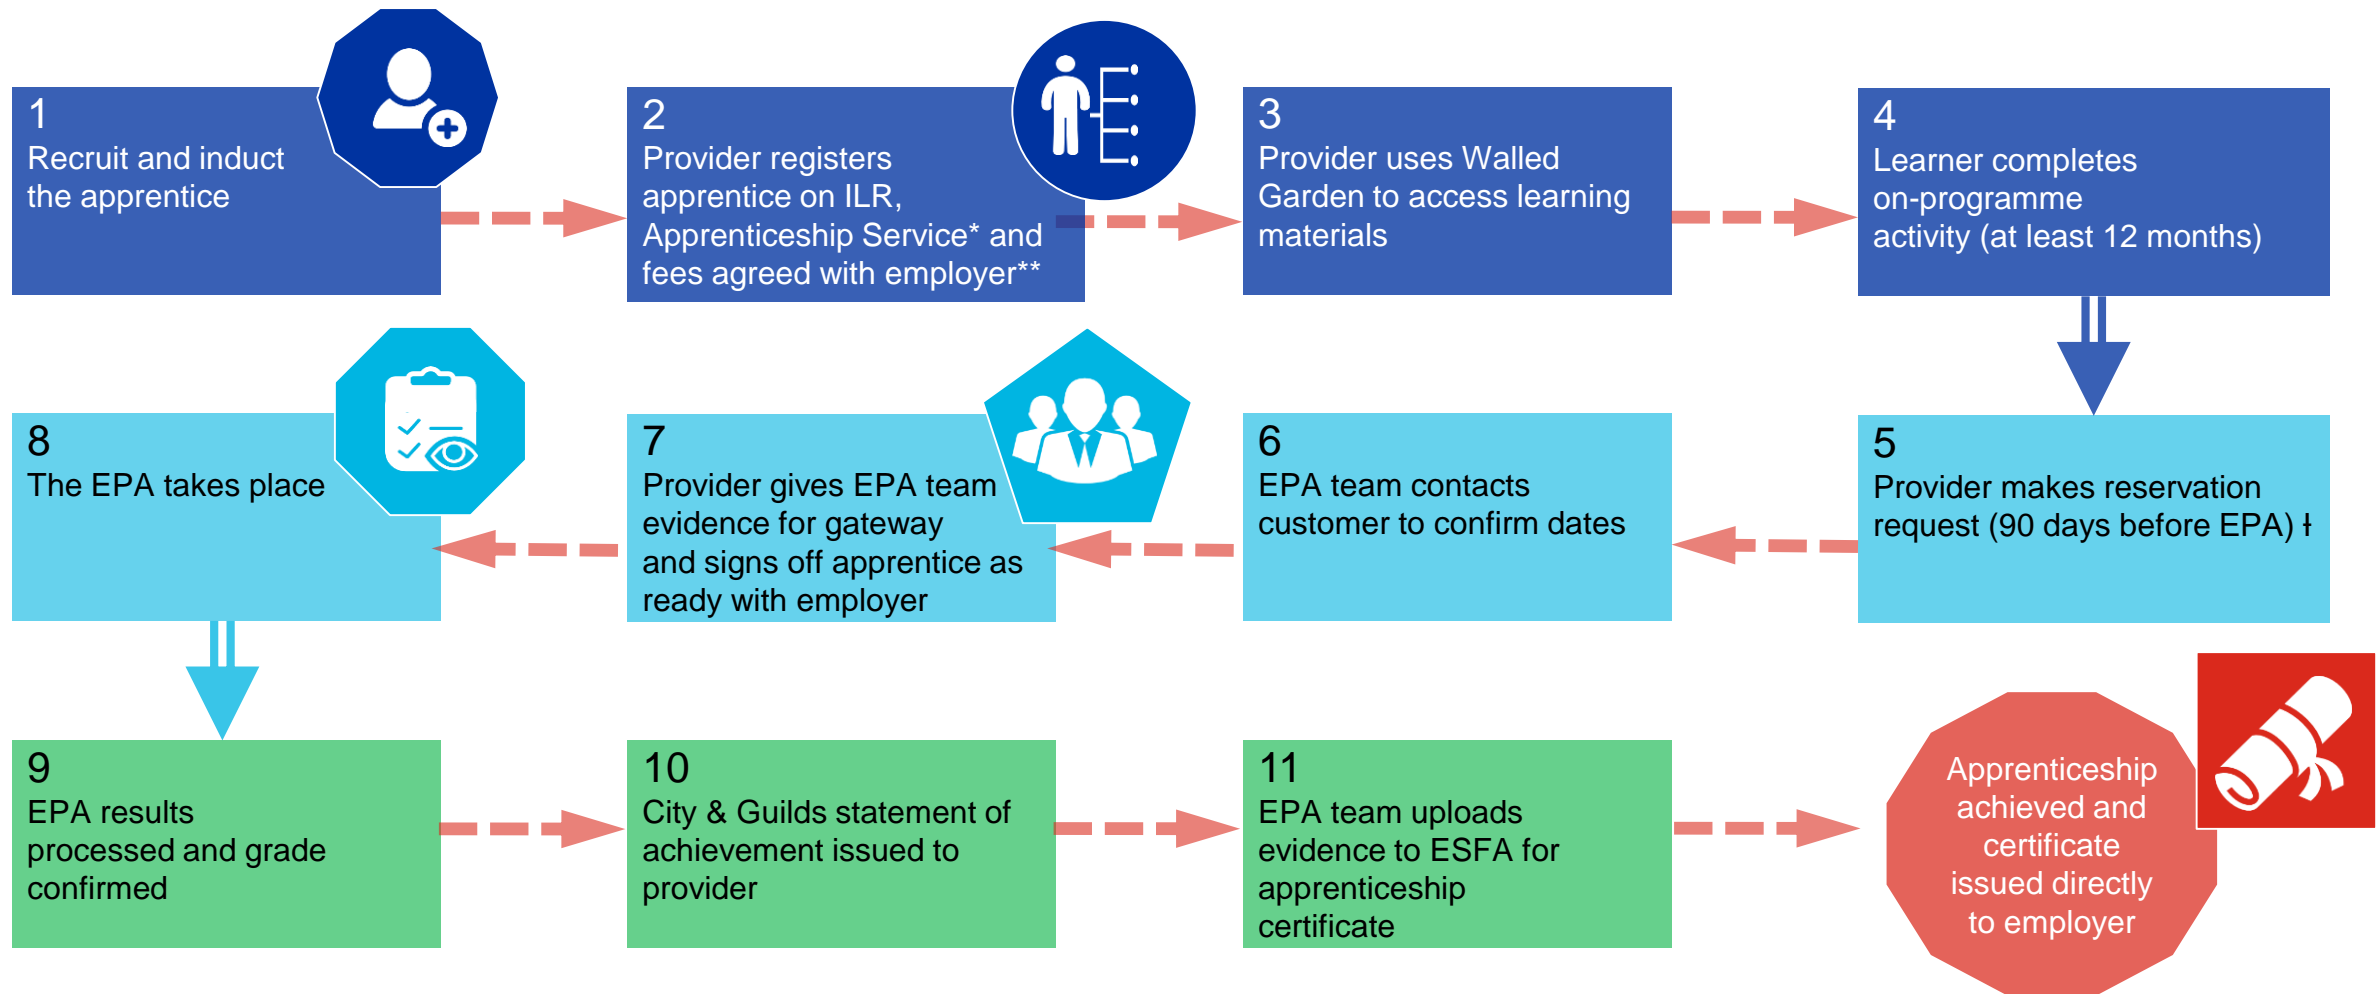 1
Recruit and induct
the apprentice
2
Provider registers
apprentice on ILR,
Apprenticeship Service* and
fees agreed with employer**
3
Provider uses Walled
Garden to access learning
materials
4
Learner completes
on-programme
activity (at least 12 months)
5
Provider makes reservation
request (90 days before EPA) ƚ
6
EPA team contacts
customer to confirm dates
7
Provider gives EPA team
evidence for gateway
and signs off apprentice as
ready with employer
8
The EPA takes place
9
EPA results
processed and grade
confirmed
10
City & Guilds statement of
achievement issued to
provider
11
EPA team uploads
evidence to ESFA for
apprenticeship
certificate
Apprenticeship
achieved and
certificate
issued directly
to employer